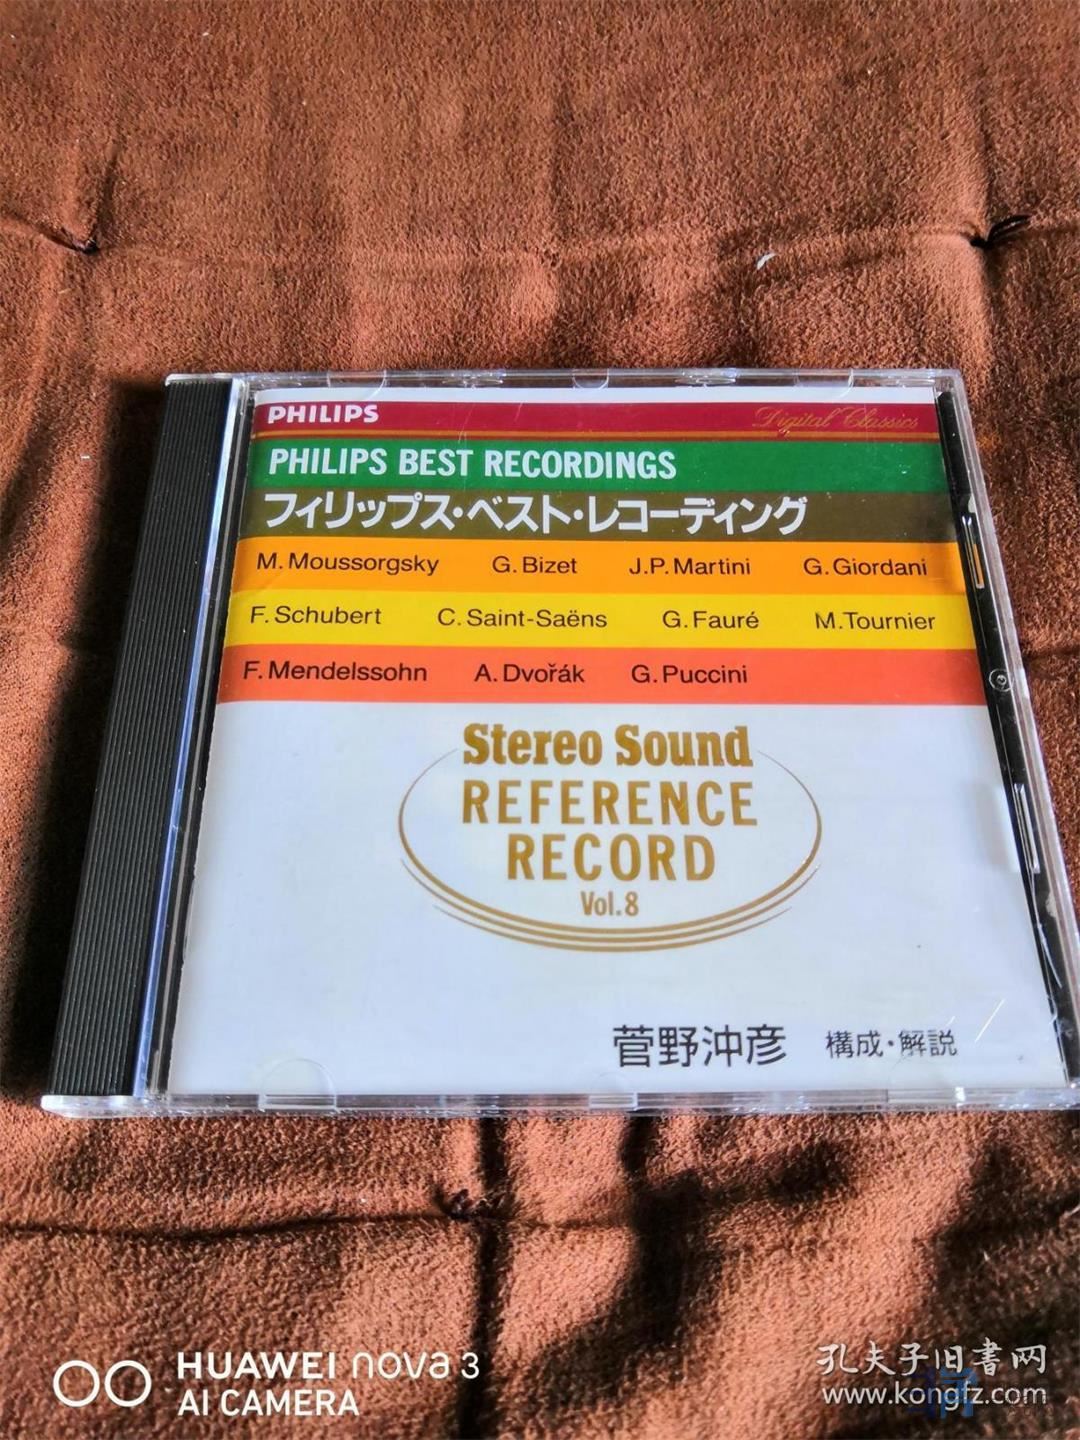 PHILIPS Digital Classics
PHILIPS BEST RECORDINGS
フィリップス・ベスト・レコーディング
M. Moussorgsky G. Bizet J.P. Martini G. Giordani
F. Schubert C. Saint-Saëns G. Fauré M. Tournier
F. Mendelssohn A. Dvořák G. Puccini
Stereo Sound
REFERENCE
RECORD
Vol.8
菅野沖彦 構成・解説
HUAWEI nova 3
AI CAMERA
孔夫子旧書网
www.kongfz.com